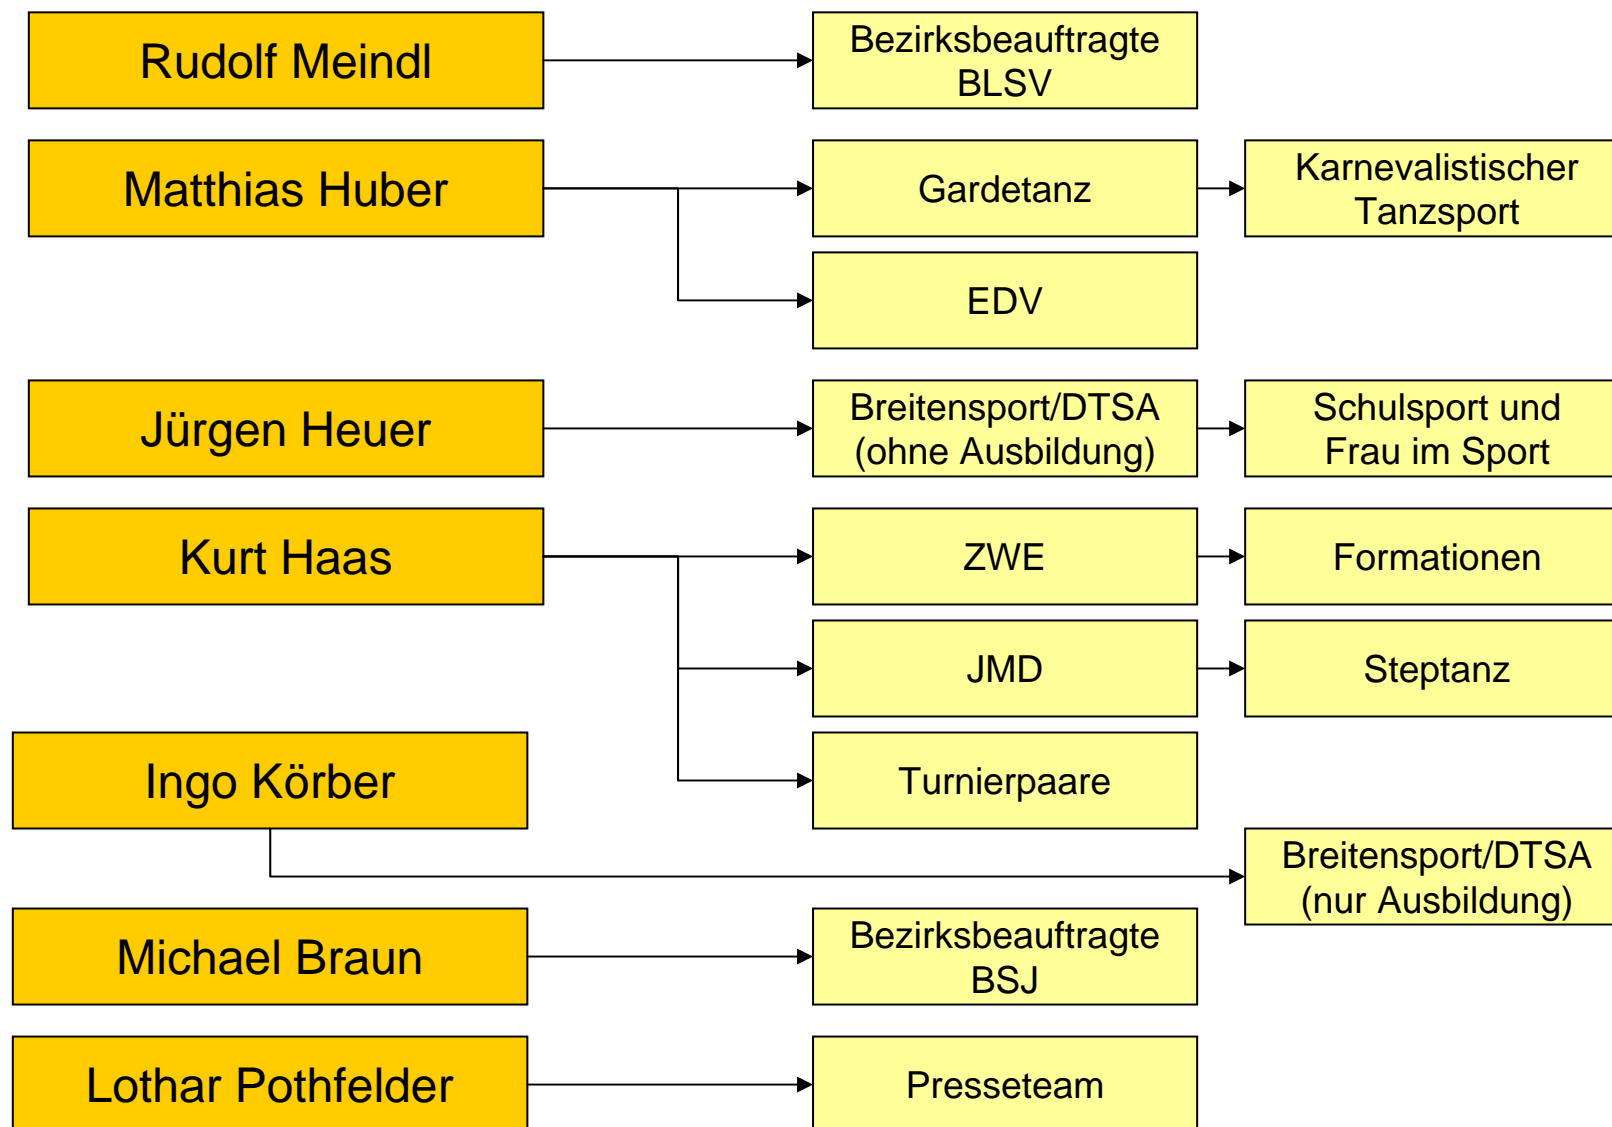 Rudolf Meindl
Bezirksbeauftragte
BLSV
Matthias Huber
Gardetanz
Karnevalistischer
Tanzsport
EDV
Jürgen Heuer
Breitensport/DTSA
(ohne Ausbildung)
Schulsport und
Frau im Sport
Kurt Haas
ZWE
Formationen
JMD
Steptanz
Ingo Körber
Turnierpaare
Breitensport/DTSA
(nur Ausbildung)
Michael Braun
Bezirksbeauftragte
BSJ
Lothar Pothfelder
Presseteam